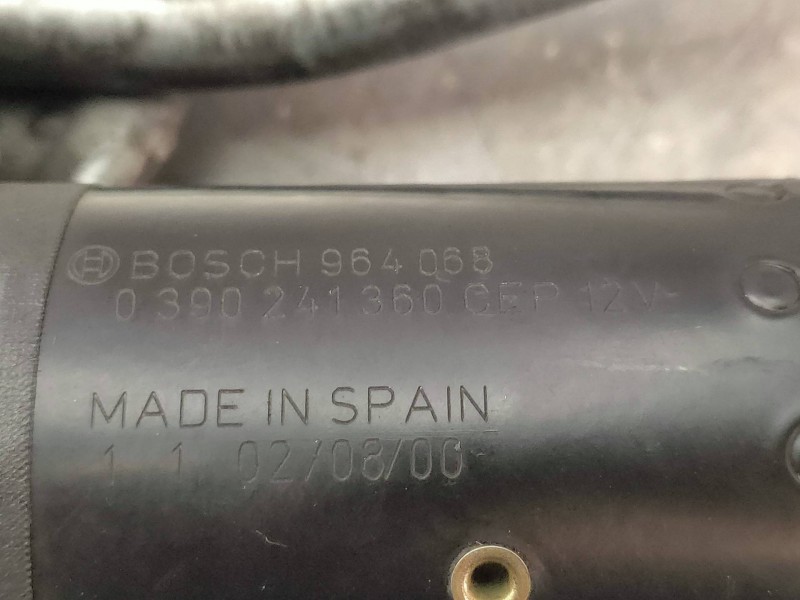 BOSCH 964 068
0 390 241 360 CEP 12V
MADE IN SPAIN
1 1 02/08/00